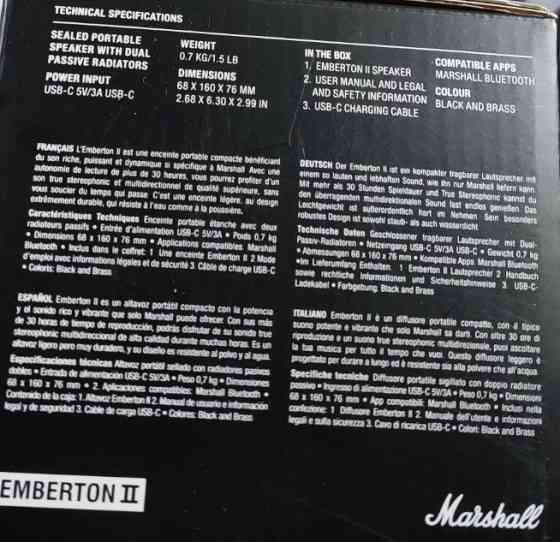 TECHNICAL SPECIFICATIONS
SEALED PORTABLE
SPEAKER WITH DUAL
PASSIVE RADIATORS
POWER INPUT
USB-C 5V/3A USB-C
WEIGHT
0.7 KG/1.5 LB
DIMENSIONS
68 X 160 X 76 MM
2.68 X 6.30 X 2.99 IN
IN THE BOX
1. EMBERTON II SPEAKER
2. USER MANUAL AND LEGAL
AND SAFETY INFORMATION
3. USB-C CHARGING CABLE
COMPATIBLE APPS
MARSHALL BLUETOOTH
COLOUR
BLACK AND BRASS
FRANÇAIS L'Emberton II est une enceinte portable compacte bénéficiant
du son riche, puissant et dynamique si spécifique à Marshall Avec une
autonomie de lecture de plus de 30 heures, vous pourrez profiter d'un
son true stereophonic et multidirectionnel de qualité supérieure, sans
vous soucier du temps qui passe C'est une enceinte légère, au design
extrêmement durable, qui résiste à l'eau comme à la poussière.
Caractéristiques Techniques Enceinte portable étanche avec deux
radiateurs passifs • Entrée d'alimentation USB-C 5V/3A • Poids 0,7 kg
• Dimensions 68 x 160 x 76 mm • Applications compatibles: Marshall
Bluetooth • Inclus dans le coffret: 1 Une enceinte Emberton II 2 Mode
d'emploi avec informations légales et de sécurité 3. Câble de charge USB-C
• Coloris: Black and Brass
DEUTSCH Der Emberton II ist ein kompakter tragbarer Lautsprecher mit
einem so lauten und lebhaften Sound, wie ihn nur Marshall liefern kann.
Mit mehr als 30 Stunden Spieldauer und True Stereophonic kannst du
den überragenden multidirektionalen Sound fast endlos genießen Das
Leichtgewicht ist außerordentlich hart im Nehmen Sein besonders
robustes Design ist sowohl staub- als auch wasserdicht
Technische Daten Geschlossener tragbarer Lautsprecher mit Dual-
Passiv-Radiatoren • Netzeingang USB-C 5V/3A USB-C • Gewicht 0,7 kg
• Abmessungen 68 x 160 x 76 mm • Kompatible Apps Marshall Bluetooth
• Im Lieferumfang Enthalten. 1 Emberton II Lautsprecher 2 Handbuch
sowie rechtliche Informationen und Sicherheitshinweise 3. USB-C-
Ladekabel • Farbgebung: Black and Brass
ESPAÑOL Emberton II es un altavoz portátil compacto con la potencia
y el sonido rico y vibrante que solo Marshall puede ofrecer. Con sus más
de 30 horas de tiempo de reproducción, podrás disfrutar de su sonido true
stereophonic multidireccional de alta calidad durante muchas horas. Es un
altavoz ligero pero muy duradero, y su diseño es resistente al polvo y al agua.
Especificaciones técnicas Altavoz portátil sellado con radiadores pasivos
dobles • Entrada de alimentación USB-C 5V/3A • Peso 0,7 kg • Dimensiones
68 x 160 x 76 mm • 2. Aplicaciones compatibles: Marshall Bluetooth •
Contenido de la caja: 1. Altavoz Emberton II 2. Manual de usuario e información
legal y de seguridad 3. Cable de carga USB-C • Colores: Black and Brass
ITALIANO Emberton II è un diffusore portatile compatto, con il tipico
suono potente e vibrante che solo Marshall sa darti. Con oltre 30 ore di
riproduzione e un suono true stereophonic multidirezionale, puoi ascoltare
la tua musica per tutto il tempo che vuoi. Questo diffusore leggero è
progettato per durare a lungo ed è resistente sia alla polvere che all'acqua.
Specifiche tecniche Diffusore portatile sigillato con doppio radiatore
passivo • Ingresso di alimentazione USB-C 5V/3A • Peso 0,7 kg • Dimensioni
68 x 160 x 76 mm • App compatibili: Marshall Bluetooth • Inclusi nella
confezione: 1 Diffusore Emberton II 2. Manuale dell'utente e informazioni
legali e sulla sicurezza 3. Cavo di ricarica USB-C • Colori: Black and Brass
EMBERTON II
Marshall